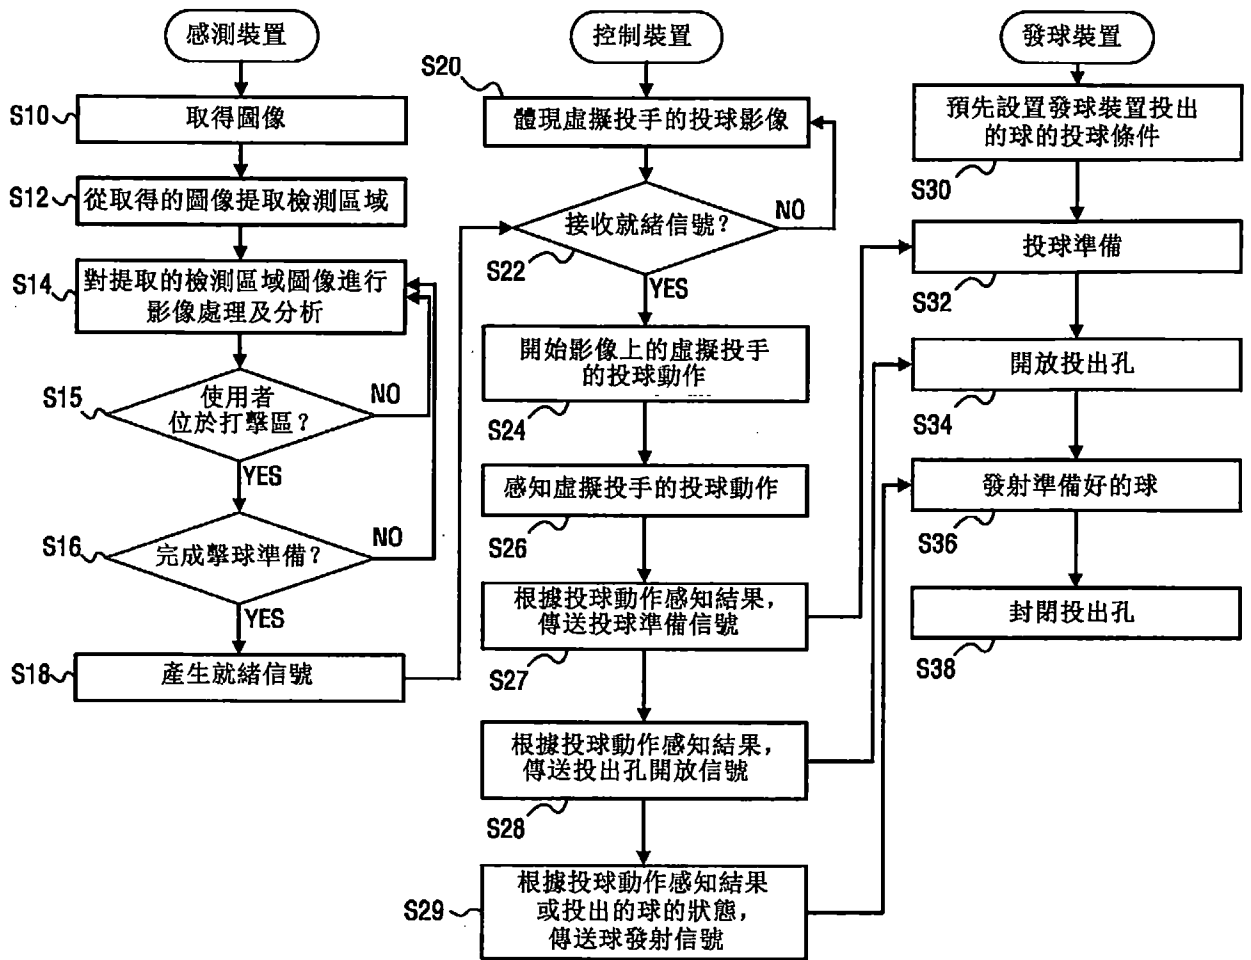 感測裝置
S10
取得圖像
S12
從取得的圖像提取檢測區域
S14
對提取的檢測區域圖像進行
影像處理及分析
S15
使用者
位於打擊區?
NO
YES
S16
完成擊球準備?
NO
YES
S18
產生就緒信號
控制裝置
S20
體現虛擬投手的投球影像
接收就緒信號?
NO
S22
YES
開始影像上的虛擬投手
的投球動作
S24
感知虛擬投手的投球動作
S26
根據投球動作感知結果,
傳送投球準備信號
S27
根據投球動作感知結果,
傳送投出孔開放信號
S28
S29
根據投球動作感知結果
或投出的球的狀態,
傳送球發射信號
發球裝置
預先設置發球裝置投出
的球的投球條件
S30
投球準備
S32
開放投出孔
S34
發射準備好的球
S36
封閉投出孔
S38